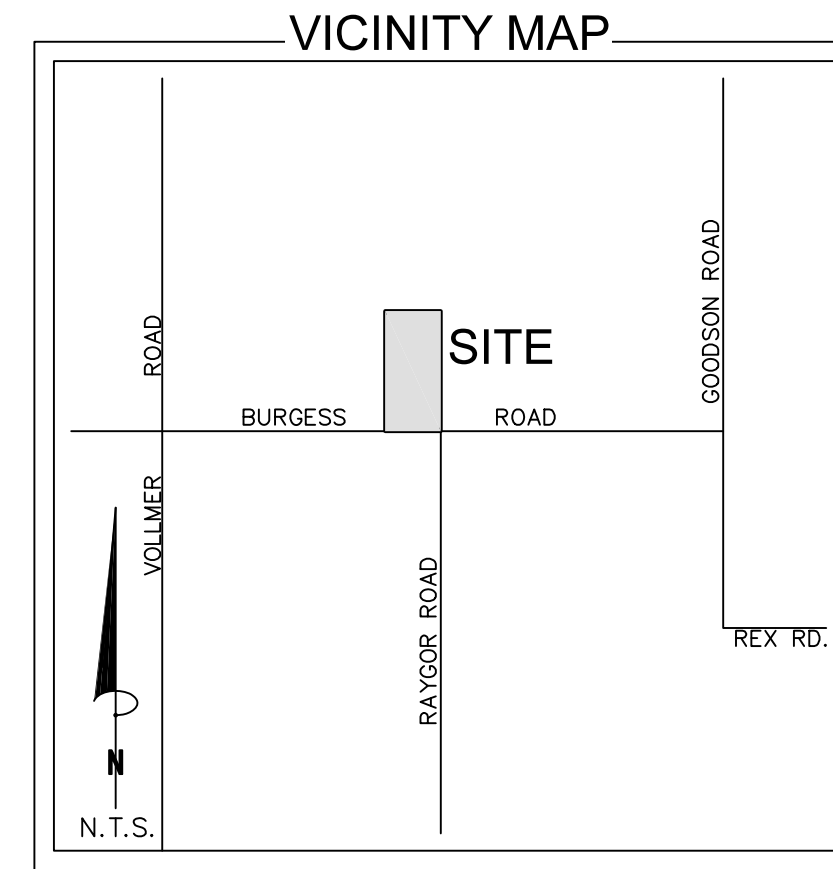 VICINITY MAP
GOODSON ROAD
ROAD
SITE
BURGESS
ROAD
VOLLMER
RAYGOR ROAD
REX RD.
N
N.T.S.